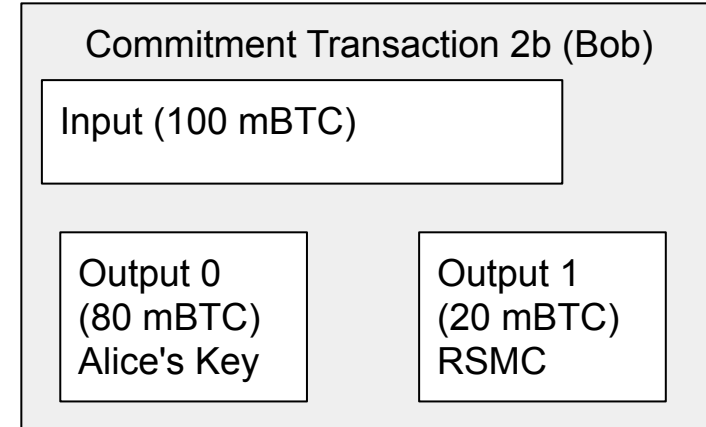 Commitment Transaction 2b (Bob)
Input (100 mBTC)
Output 0
(80 mBTC)
Alice's Key
Output 1
(20 mBTC)
RSMC